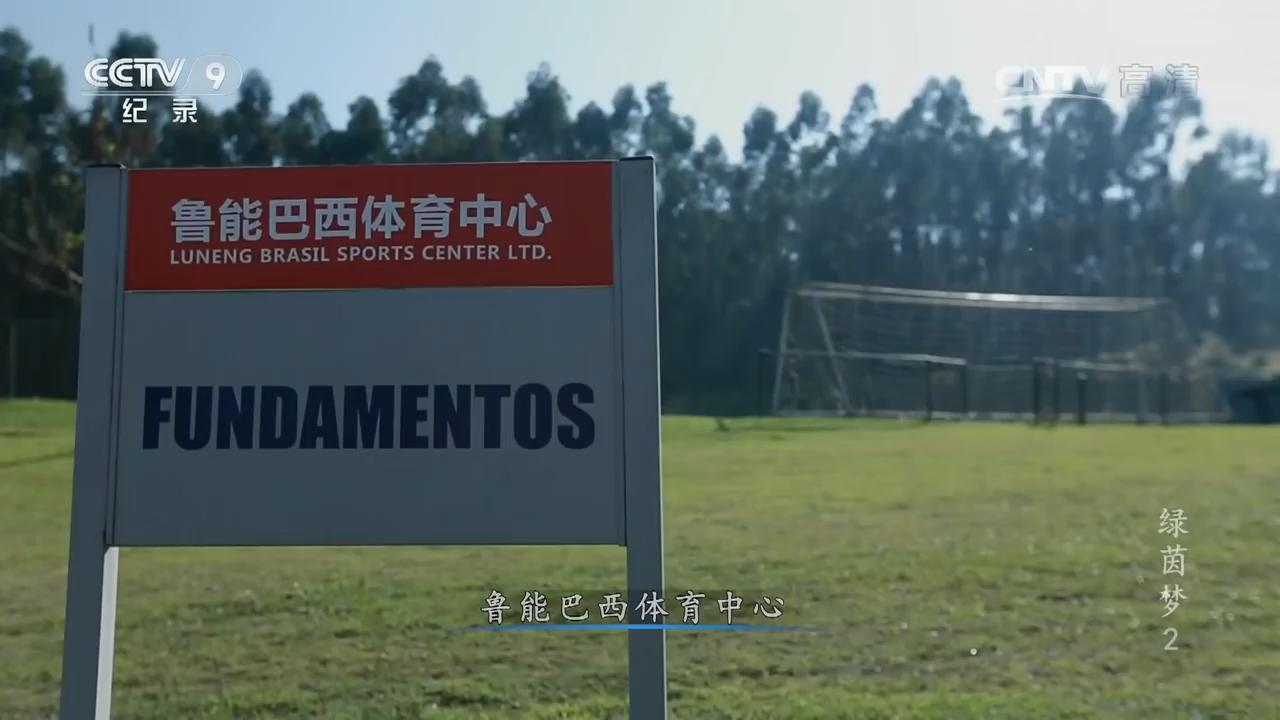 CCTV 9
纪录
CNTV 高清
鲁能巴西体育中心
LUNENG BRASIL SPORTS CENTER LTD.
FUNDAMENTOS
鲁能巴西体育中心
绿茵梦2